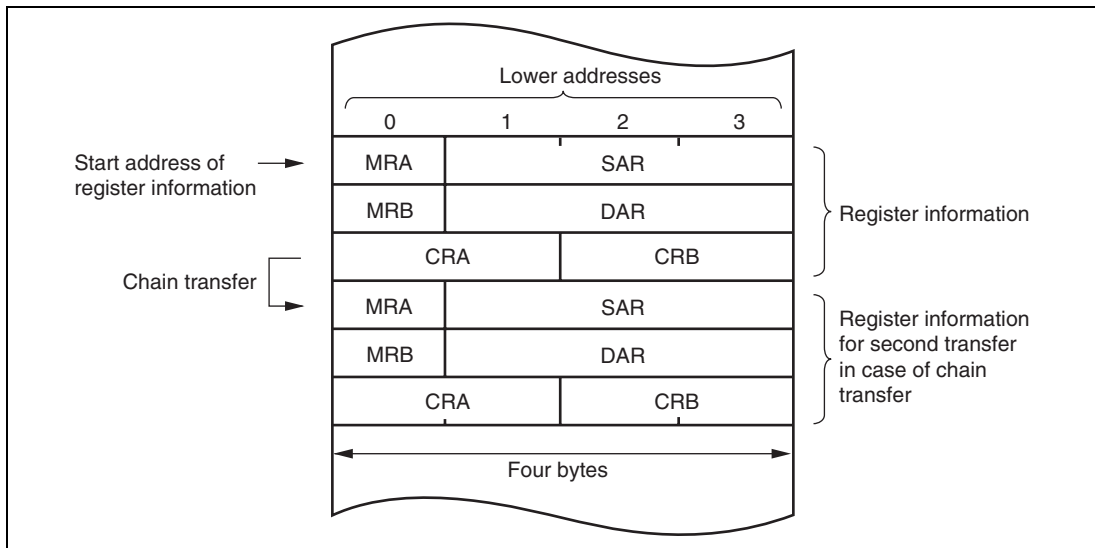 Lower addresses
0 1 2 3
Start address of
register information
MRA SAR
MRB DAR
CRA CRB
Register information
Chain transfer
MRA SAR
MRB DAR
CRA CRB
Register information
for second transfer
in case of chain
transfer
Four bytes